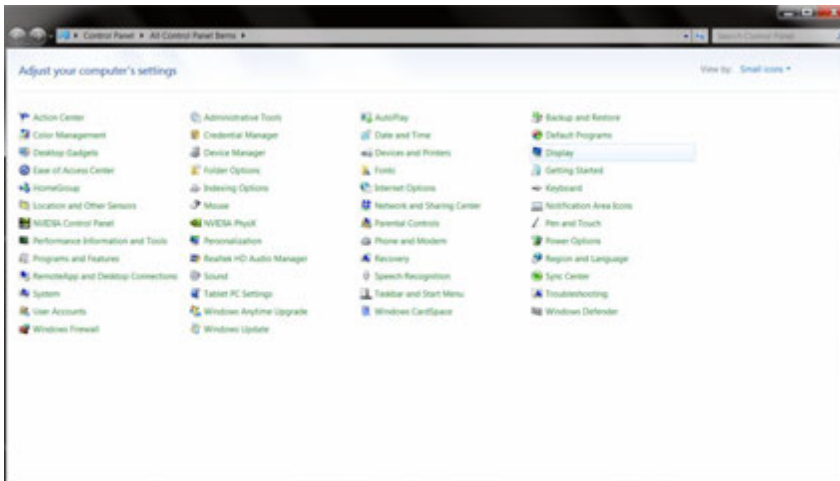 Control Panel All Control Panel Items Search Control Panel
Adjust your computer's settings View by: Small icons
Action Center Administrative Tools AutoPlay Backup and Restore
Color Management Credential Manager Date and Time Default Programs
Desktop Gadgets Device Manager Devices and Printers Display
Ease of Access Center Folder Options Fonts Getting Started
HomeGroup Indexing Options Internet Options Keyboard
Location and Other Sensors Mouse Network and Sharing Center Notification Area Icons
NVIDIA Control Panel NVIDIA PhysX Parental Controls Pen and Touch
Performance Information and Tools Personalization Phone and Modem Power Options
Programs and Features Realtek HD Audio Manager Recovery Region and Language
RemoteApp and Desktop Connections Sound Speech Recognition Sync Center
System Tablet PC Settings Taskbar and Start Menu Troubleshooting
User Accounts Windows Anytime Upgrade Windows CardSpace Windows Defender
Windows Firewall Windows Update